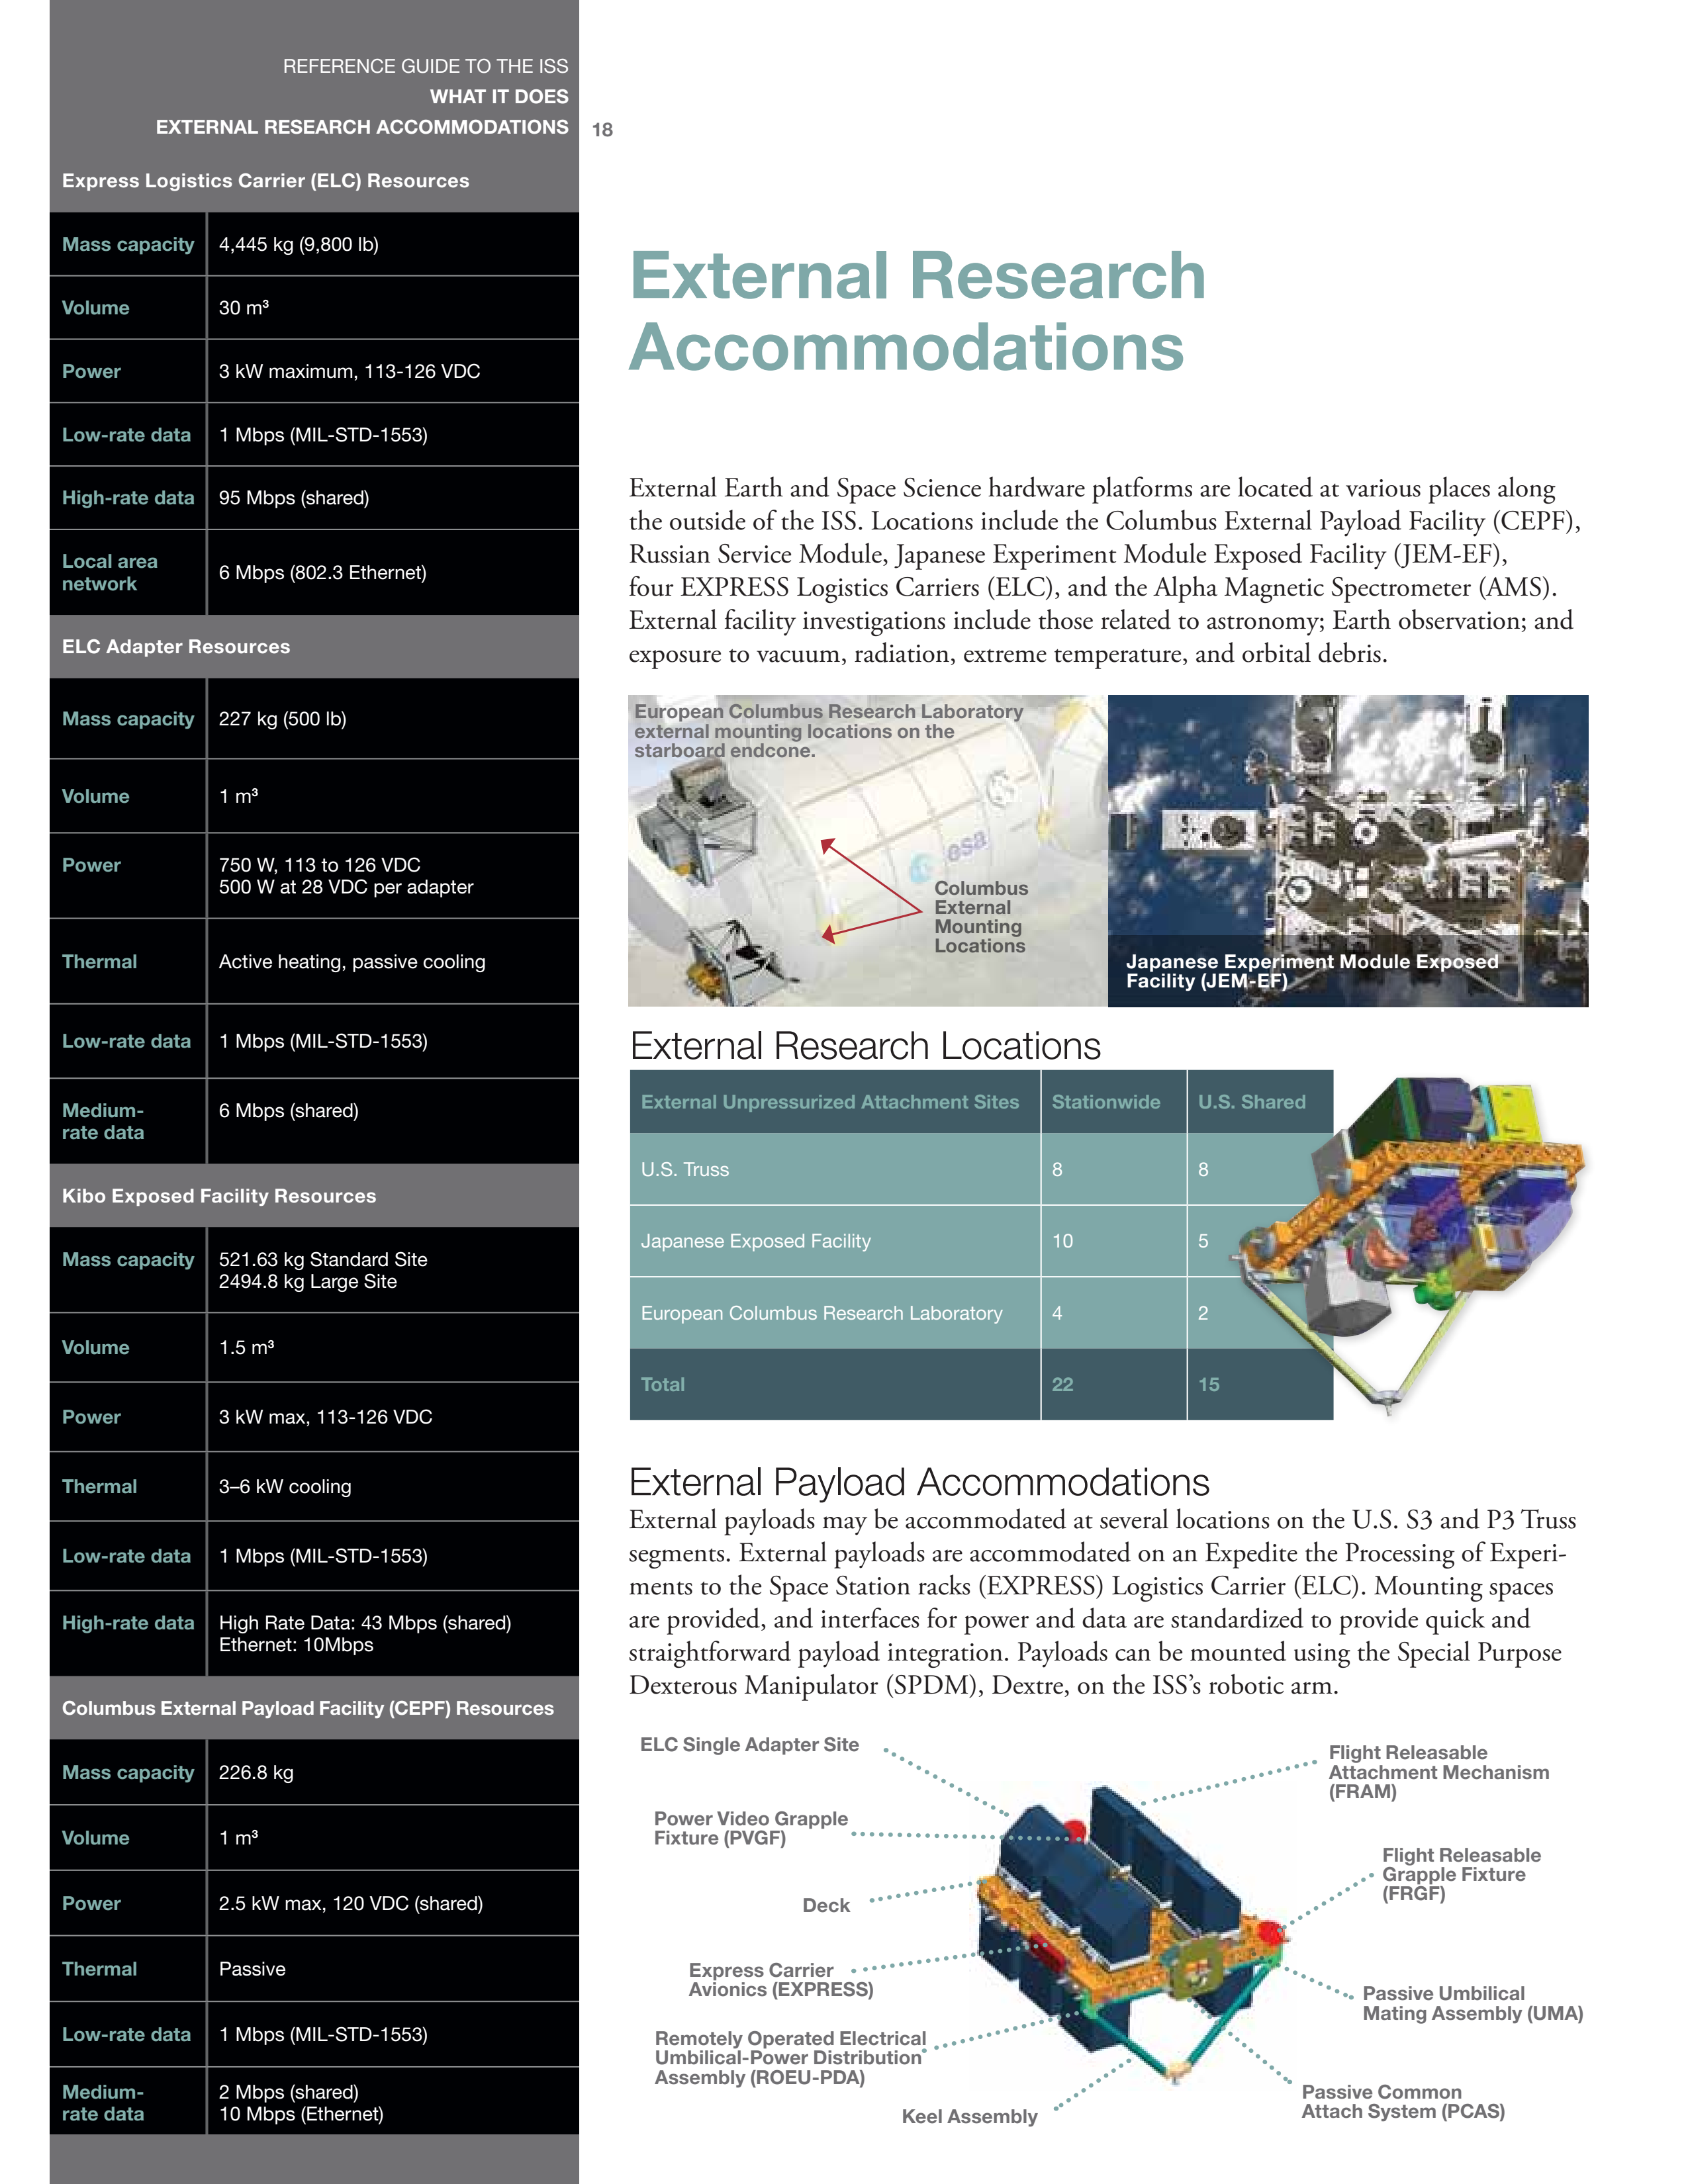 REFERENCE GUIDE TO THE ISS
WHAT IT DOES
EXTERNAL RESEARCH ACCOMMODATIONS
18
Express Logistics Carrier (ELC) Resources
Mass capacity 4,445 kg (9,800 lb)
Volume 30 m³
Power 3 kW maximum, 113-126 VDC
Low-rate data 1 Mbps (MIL-STD-1553)
High-rate data 95 Mbps (shared)
Local area
network
6 Mbps (802.3 Ethernet)
ELC Adapter Resources
Mass capacity 227 kg (500 lb)
Volume 1 m³
Power 750 W, 113 to 126 VDC
500 W at 28 VDC per adapter
Thermal Active heating, passive cooling
Low-rate data 1 Mbps (MIL-STD-1553)
Medium-
rate data
6 Mbps (shared)
Kibo Exposed Facility Resources
Mass capacity 521.63 kg Standard Site
2494.8 kg Large Site
Volume 1.5 m³
Power 3 kW max, 113-126 VDC
Thermal 3–6 kW cooling
Low-rate data 1 Mbps (MIL-STD-1553)
High-rate data High Rate Data: 43 Mbps (shared)
Ethernet: 10Mbps
Columbus External Payload Facility (CEPF) Resources
Mass capacity 226.8 kg
Volume 1 m³
Power 2.5 kW max, 120 VDC (shared)
Thermal Passive
Low-rate data 1 Mbps (MIL-STD-1553)
Medium-
rate data
2 Mbps (shared)
10 Mbps (Ethernet)
External Research
Accommodations
External Earth and Space Science hardware platforms are located at various places along
the outside of the ISS. Locations include the Columbus External Payload Facility (CEPF),
Russian Service Module, Japanese Experiment Module Exposed Facility (JEM-EF),
four EXPRESS Logistics Carriers (ELC), and the Alpha Magnetic Spectrometer (AMS).
External facility investigations include those related to astronomy; Earth observation; and
exposure to vacuum, radiation, extreme temperature, and orbital debris.
European Columbus Research Laboratory
external mounting locations on the
starboard endcone.
esa
Columbus
External
Mounting
Locations
Japanese Experiment Module Exposed
Facility (JEM-EF)
External Research Locations
External Unpressurized Attachment Sites Stationwide U.S. Shared
U.S. Truss 8 8
Japanese Exposed Facility 10 5
European Columbus Research Laboratory 4 2
Total 22 15
External Payload Accommodations
External payloads may be accommodated at several locations on the U.S. S3 and P3 Truss
segments. External payloads are accommodated on an Expedite the Processing of Experi-
ments to the Space Station racks (EXPRESS) Logistics Carrier (ELC). Mounting spaces
are provided, and interfaces for power and data are standardized to provide quick and
straightforward payload integration. Payloads can be mounted using the Special Purpose
Dexterous Manipulator (SPDM), Dextre, on the ISS’s robotic arm.
ELC Single Adapter Site
Power Video Grapple
Fixture (PVGF)
Deck
Express Carrier
Avionics (EXPRESS)
Remotely Operated Electrical
Umbilical-Power Distribution
Assembly (ROEU-PDA)
Keel Assembly
Flight Releasable
Attachment Mechanism
(FRAM)
Flight Releasable
Grapple Fixture
(FRGF)
Passive Umbilical
Mating Assembly (UMA)
Passive Common
Attach System (PCAS)